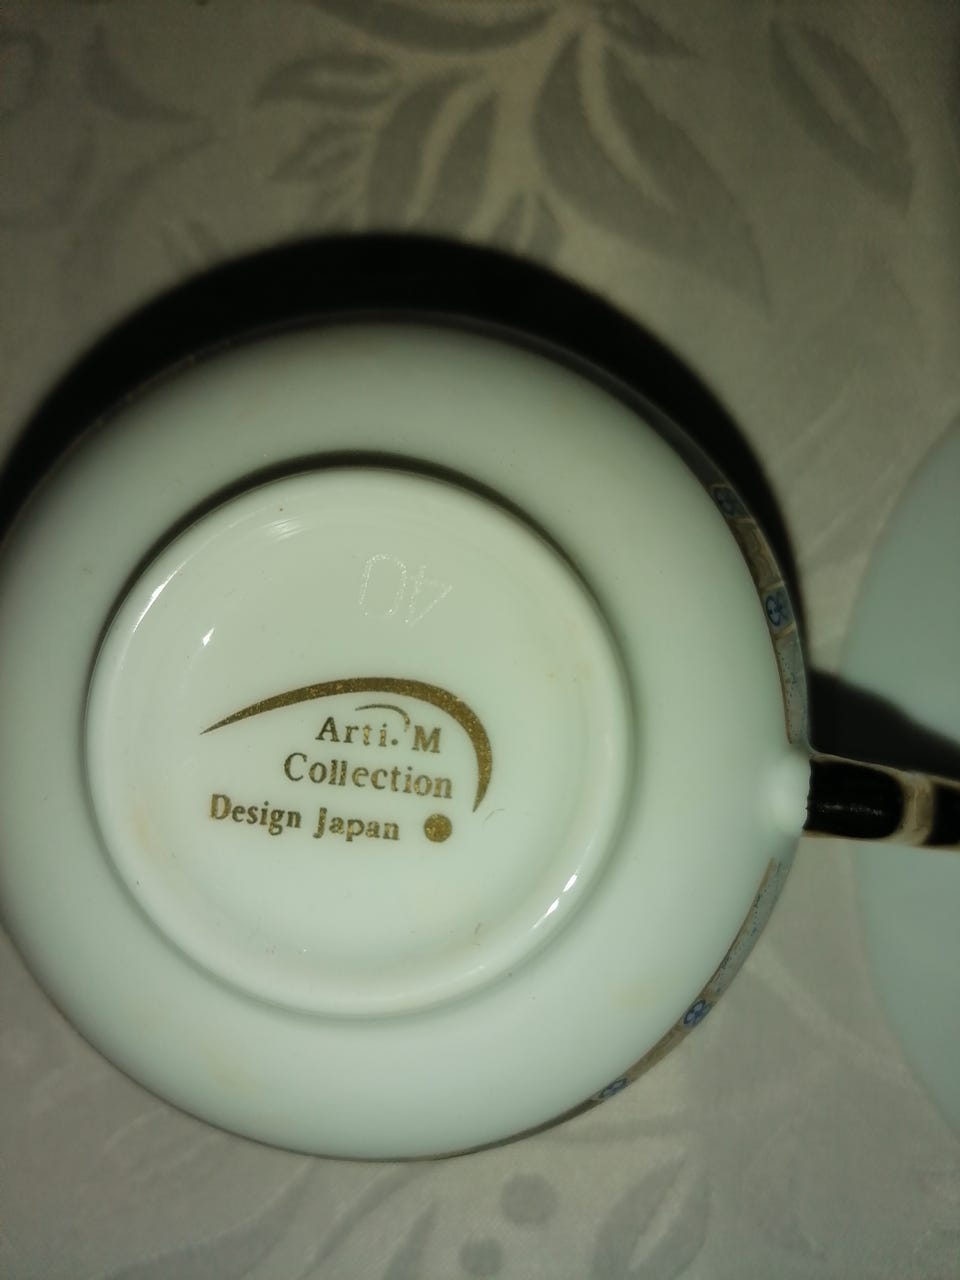 40
Arti. M
Collection
Design Japan